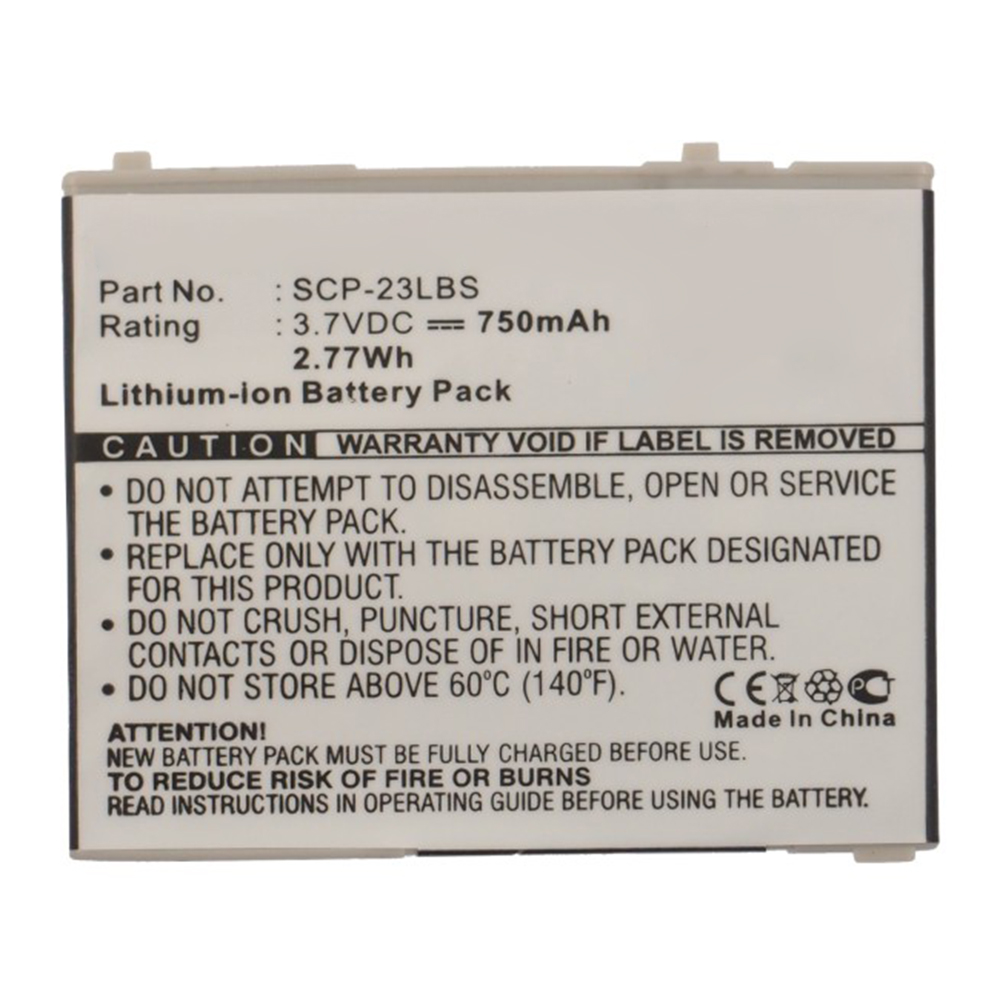 Part No. : SCP-23LBS
Rating : 3.7VDC ⎓ 750mAh
2.77Wh
Lithium-ion Battery Pack
CAUTION WARRANTY VOID IF LABEL IS REMOVED
• DO NOT ATTEMPT TO DISASSEMBLE, OPEN OR SERVICE
THE BATTERY PACK.
• REPLACE ONLY WITH THE BATTERY PACK DESIGNATED
FOR THIS PRODUCT.
• DO NOT CRUSH, PUNCTURE, SHORT EXTERNAL
CONTACTS OR DISPOSE OF IN FIRE OR WATER.
• DO NOT STORE ABOVE 60°C (140°F).
CE PCT
Made In China
ATTENTION!
NEW BATTERY PACK MUST BE FULLY CHARGED BEFORE USE.
TO REDUCE RISK OF FIRE OR BURNS
READ INSTRUCTIONS IN OPERATING GUIDE BEFORE USING THE BATTERY.